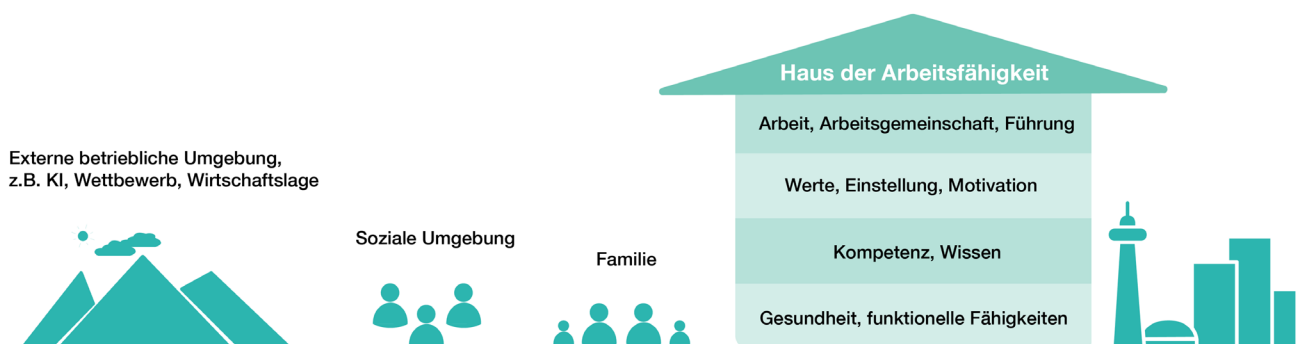 Externe betriebliche Umgebung,
z.B. KI, Wettbewerb, Wirtschaftslage
Soziale Umgebung
Familie
Haus der Arbeitsfähigkeit
Arbeit, Arbeitsgemeinschaft, Führung
Werte, Einstellung, Motivation
Kompetenz, Wissen
Gesundheit, funktionelle Fähigkeiten